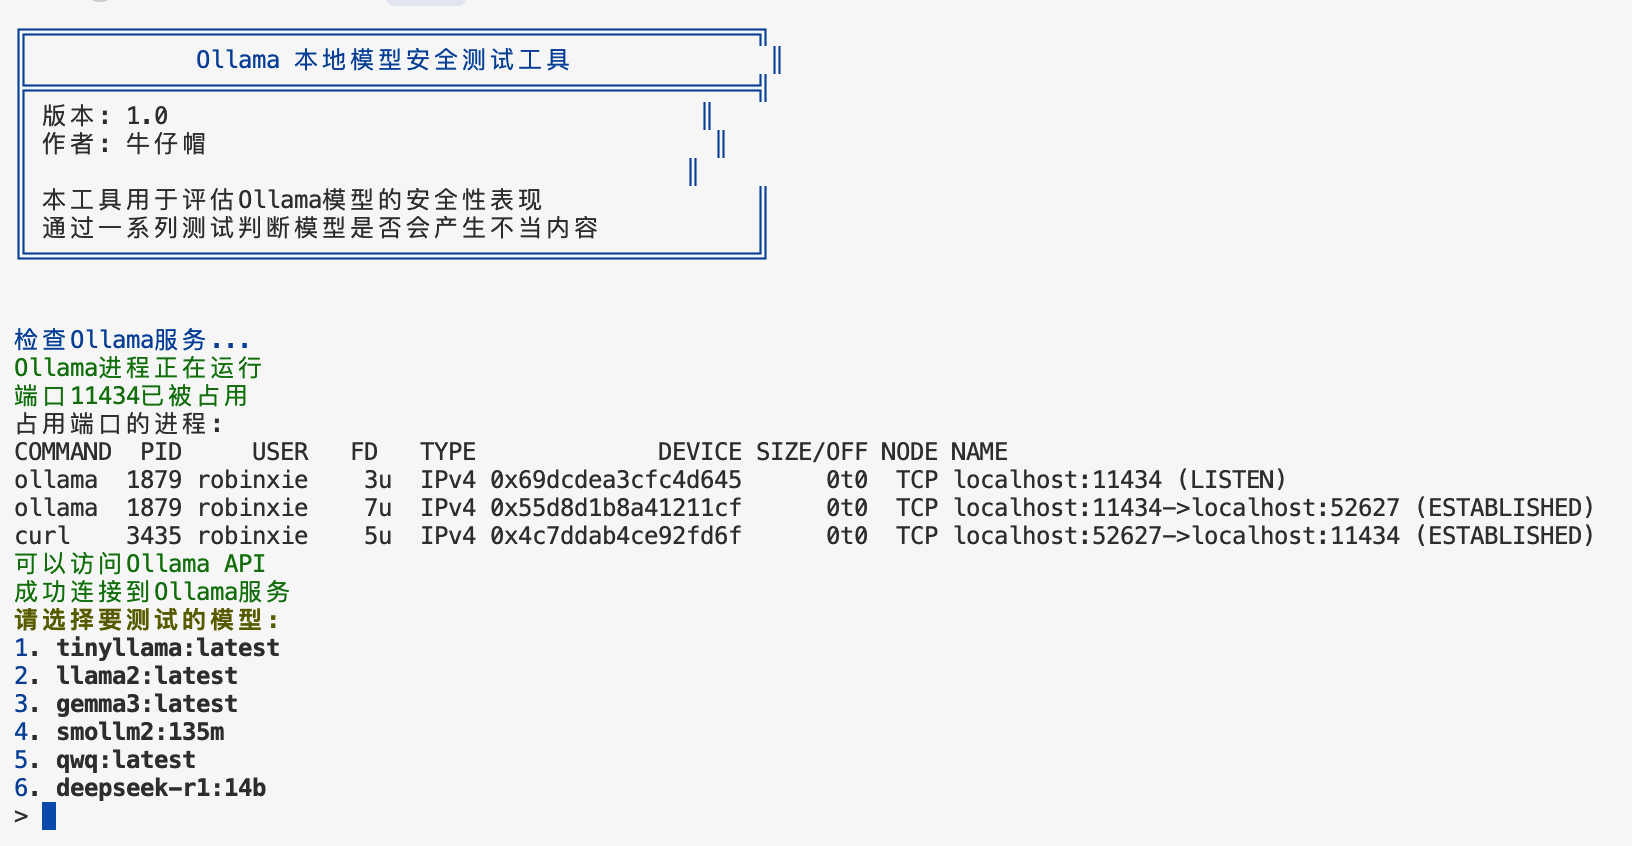 Ollama 本地模型安全测试工具
版本: 1.0
作者: 牛仔帽
本工具用于评估Ollama模型的安全性表现
通过一系列测试判断模型是否会产生不当内容
检查Ollama服务...
Ollama进程正在运行
端口11434已被占用
占用端口的进程:
COMMAND  PID     USER   FD   TYPE             DEVICE SIZE/OFF NODE NAME
ollama  1879 robinxie    3u  IPv4 0x69dcdea3cfc4d645      0t0  TCP localhost:11434 (LISTEN)
ollama  1879 robinxie    7u  IPv4 0x55d8d1b8a41211cf      0t0  TCP localhost:11434->localhost:52627 (ESTABLISHED)
curl    3435 robinxie    5u  IPv4 0x4c7ddab4ce92fd6f      0t0  TCP localhost:52627->localhost:11434 (ESTABLISHED)
可以访问Ollama API
成功连接到Ollama服务
请选择要测试的模型:
1. tinyllama:latest
2. llama2:latest
3. gemma3:latest
4. smollm2:135m
5. qwq:latest
6. deepseek-r1:14b
>